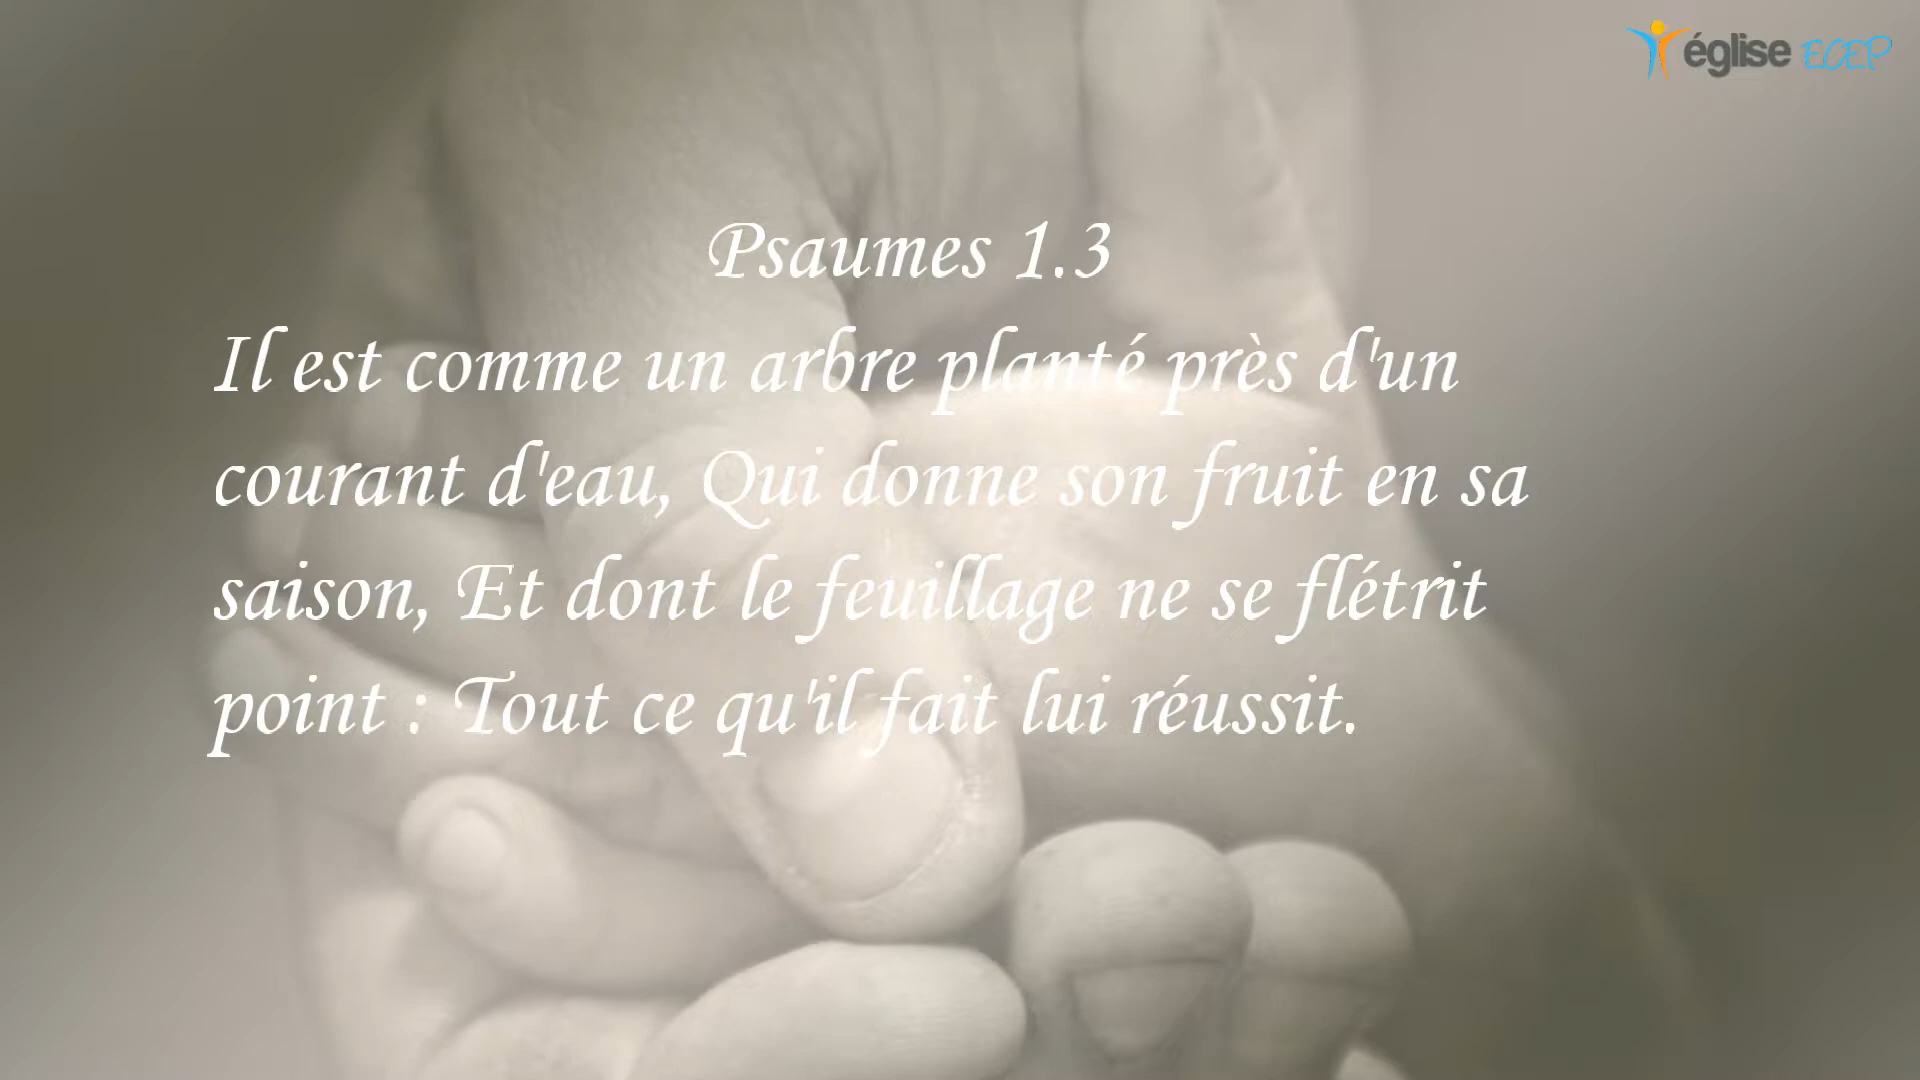 église ECEP
Psaumes 1.3
Il est comme un arbre planté près d'un
courant d'eau, Qui donne son fruit en sa
saison, Et dont le feuillage ne se flétrit
point : Tout ce qu'il fait lui réussit.